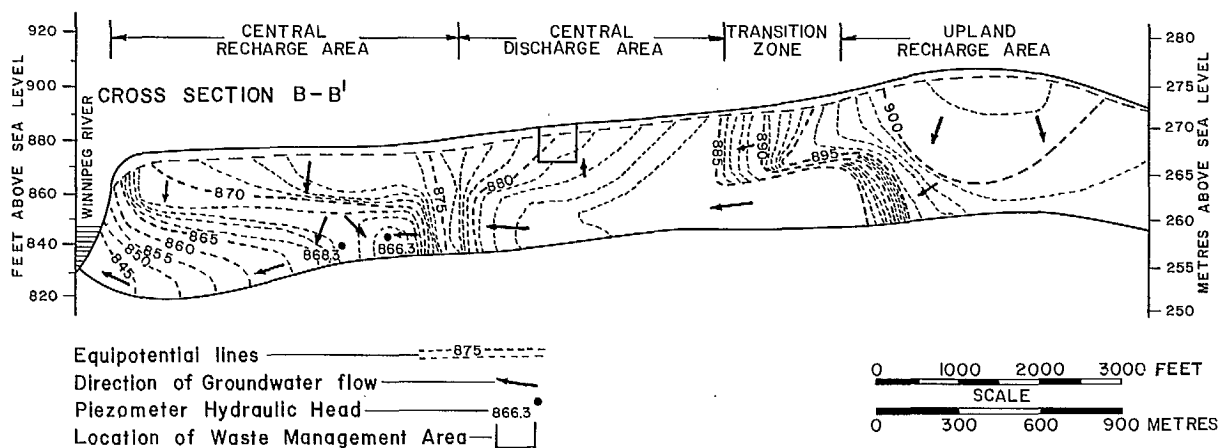 CENTRAL
RECHARGE AREA
CENTRAL
DISCHARGE AREA
TRANSITION
ZONE
UPLAND
RECHARGE AREA
CROSS SECTION B-B'
FEET ABOVE SEA LEVEL
920
900
880
860
840
820
WINNIPEG RIVER
METRES ABOVE SEA LEVEL
280
275
270
265
260
255
250
870
865
860
855
850
845
868.3
866.3
875
880
885
890
895
900
Equipotential lines 875
Direction of Groundwater flow
Piezometer Hydraulic Head 866.3
Location of Waste Management Area
0 1000 2000 3000 FEET
SCALE
0 300 600 900 METRES